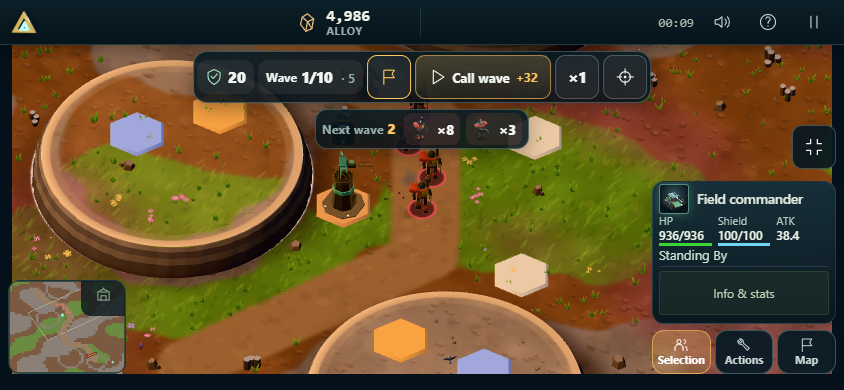 4,986
ALLOY
00:09
20
Wave 1/10 · 5
Call wave +32
×1
Next wave 2
×8
×3
Field commander
HP
Shield
ATK
936/936
100/100
38.4
Standing By
Info & stats
Selection
Actions
Map